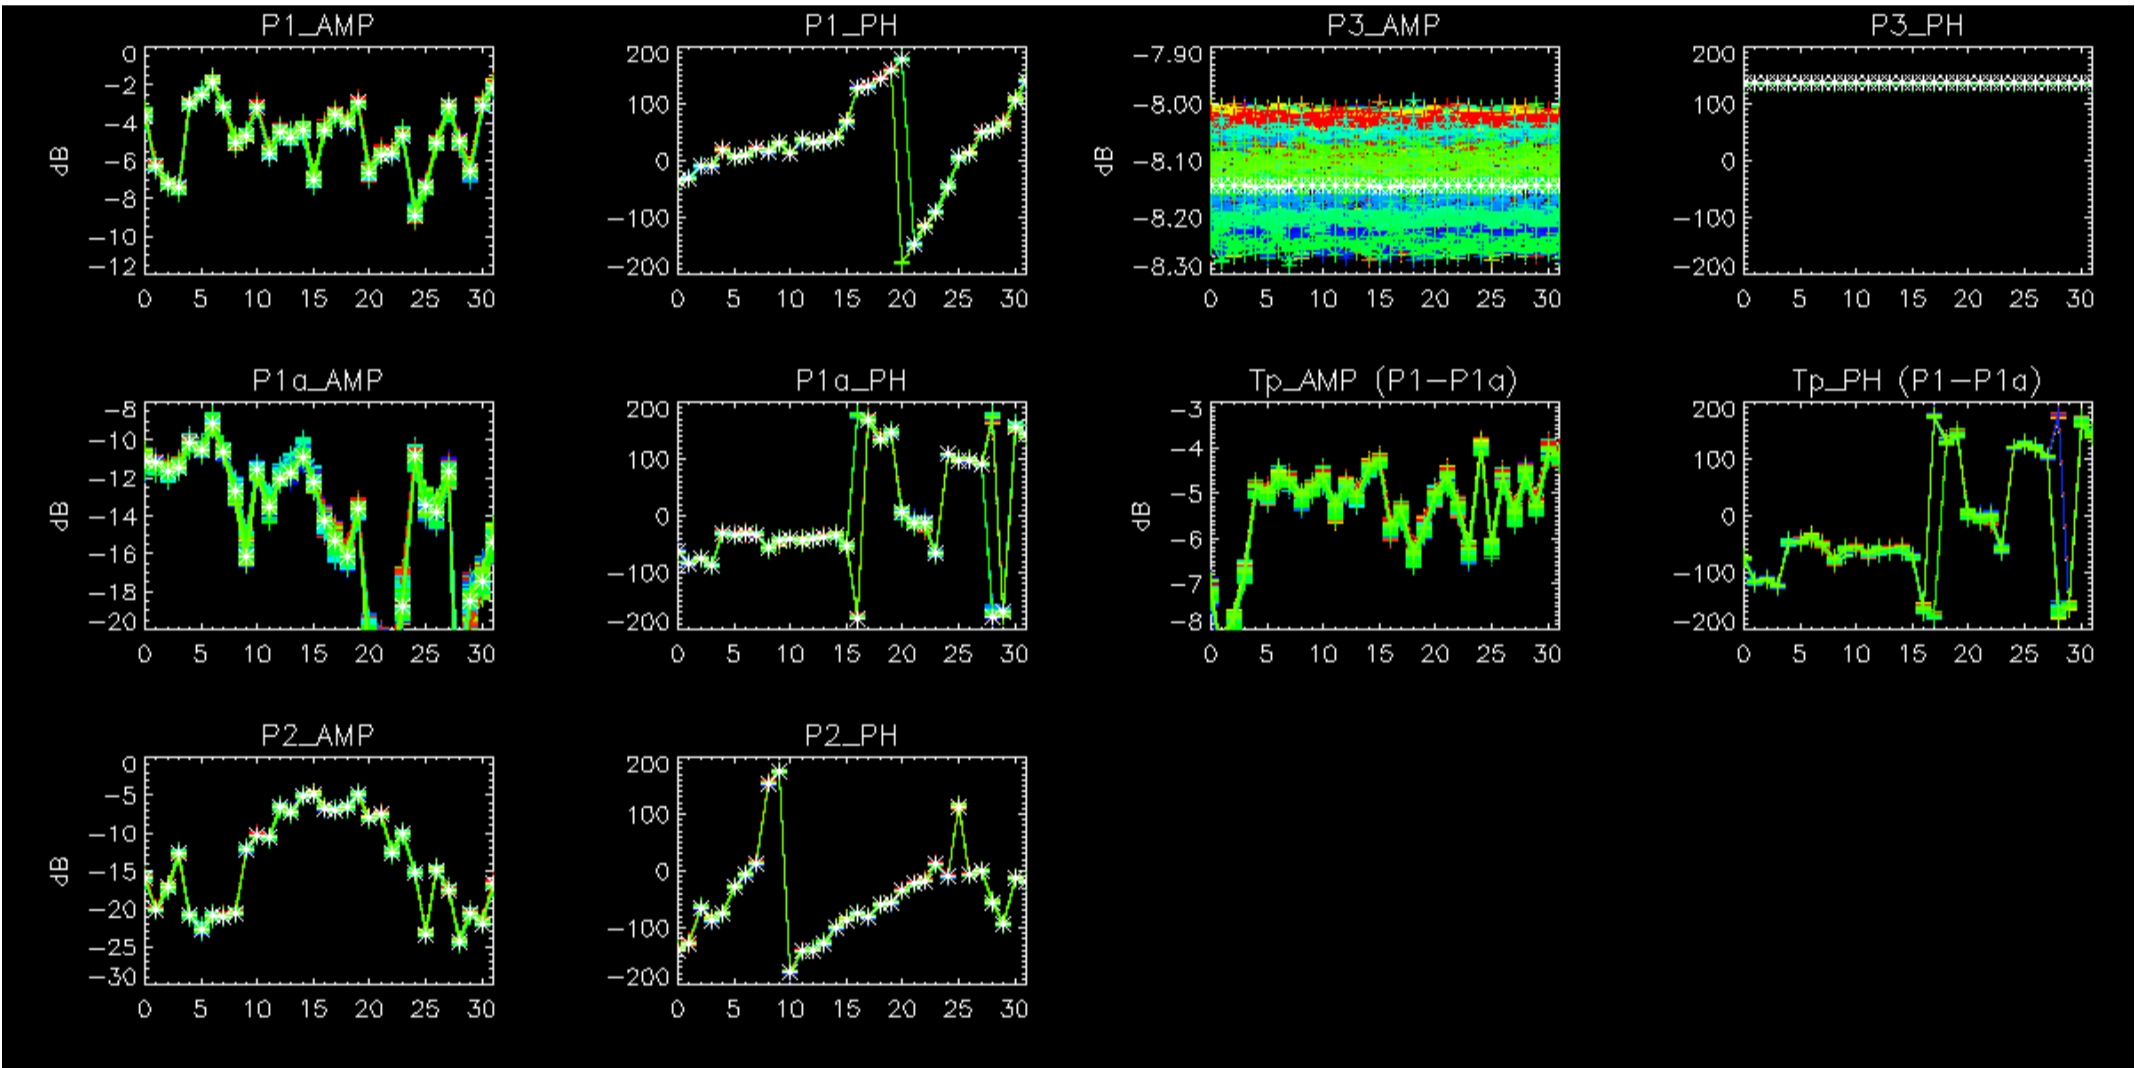 P1_AMP P1_PH P3_AMP P3_PH
0 200 −7.90 200
−2 100 −8.00 100
−4 0 −8.10 0
−6 −100 −8.20 −100
−8 −200 −8.30 −200
−10
−12
dB dB
0 5 10 15 20 25 30 0 5 10 15 20 25 30 0 5 10 15 20 25 30 0 5 10 15 20 25 30
P1a_AMP P1a_PH Tp_AMP (P1−P1a) Tp_PH (P1−P1a)
−8 200 −3 200
−10 100 −4 100
−12 0 −5 0
−14 −100 −6 −100
−16 −200 −7 −200
−18 −8
−20
dB dB
0 5 10 15 20 25 30 0 5 10 15 20 25 30 0 5 10 15 20 25 30 0 5 10 15 20 25 30
P2_AMP P2_PH
0 200
−5 100
−10 0
−15 −100
−20 −200
−25
−30
dB
0 5 10 15 20 25 30 0 5 10 15 20 25 30